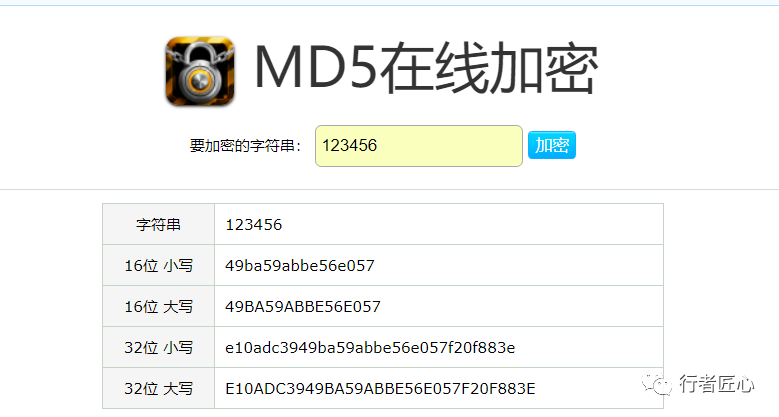 MD5在线加密
要加密的字符串： 123456 加密
字符串 123456
16位 小写 49ba59abbe56e057
16位 大写 49BA59ABBE56E057
32位 小写 e10adc3949ba59abbe56e057f20f883e
32位 大写 E10ADC3949BA59ABBE56E057F20F883E
行者匠心